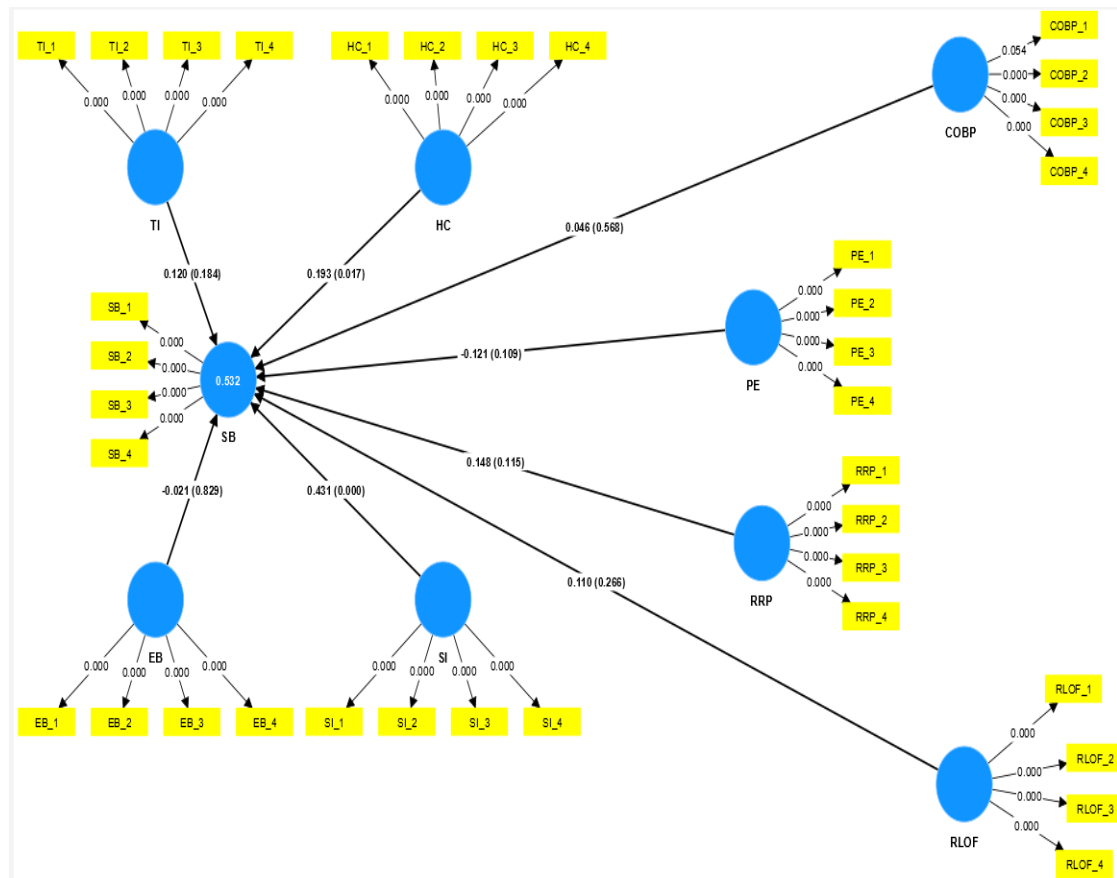 TI_1
TI_2
TI_3
TI_4
0.000
0.000
0.000
0.000
TI
HC_1
HC_2
HC_3
HC_4
0.000
0.000
0.000
0.000
HC
COBP_1
COBP_2
COBP_3
COBP_4
0.054
0.000
0.000
0.000
COBP
0.120 (0.184)
0.193 (0.017)
0.046 (0.568)
SB_1
SB_2
SB_3
SB_4
0.000
0.000
0.000
0.000
0.532
SB
-0.121 (0.109)
PE_1
PE_2
PE_3
PE_4
0.000
0.000
0.000
0.000
PE
0.148 (0.115)
RRP_1
RRP_2
RRP_3
RRP_4
0.000
0.000
0.000
0.000
RRP
-0.021 (0.829)
0.431 (0.000)
0.110 (0.266)
EB
0.000
0.000
0.000
0.000
EB_1
EB_2
EB_3
EB_4
SI
0.000
0.000
0.000
0.000
SI_1
SI_2
SI_3
SI_4
RLOF_1
RLOF_2
RLOF_3
RLOF_4
0.000
0.000
0.000
0.000
RLOF